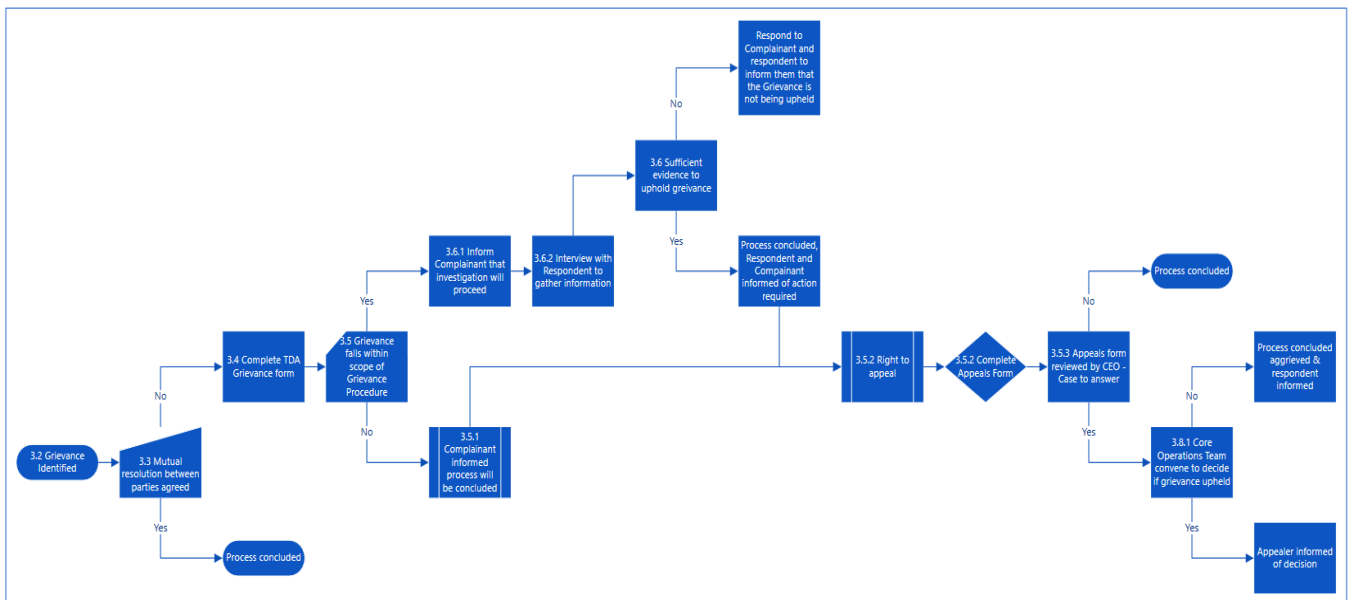 Respond to
Complainant and
respondent to
inform them that
the Grievance is
not being upheld
No
3.6 Sufficient
evidence to
uphold greivance
Yes
3.6.1 Inform
Complainant that
investigation will
proceed
3.6.2 Interview with
Respondent to
gather information
Process concluded,
Respondent and
Compainant
informed of action
required
Process concluded
No
Yes
3.4 Complete TDA
Grievance form
3.5 Grievance
falls within
scope of
Grievance
Procedure
3.5.2 Right to
appeal
3.5.2 Complete
Appeals Form
3.5.3 Appeals form
reviewed by CEO -
Case to answer
Process concluded
aggrieved &
respondent
informed
No
No
No
Yes
3.2 Grievance
Identified
3.3 Mutual
resolution between
parties agreed
3.5.1
Complainant
informed
process will
be concluded
3.8.1 Core
Operations Team
convene to decide
if grievance upheld
Yes
Yes
Process concluded
Appealer informed
of decision